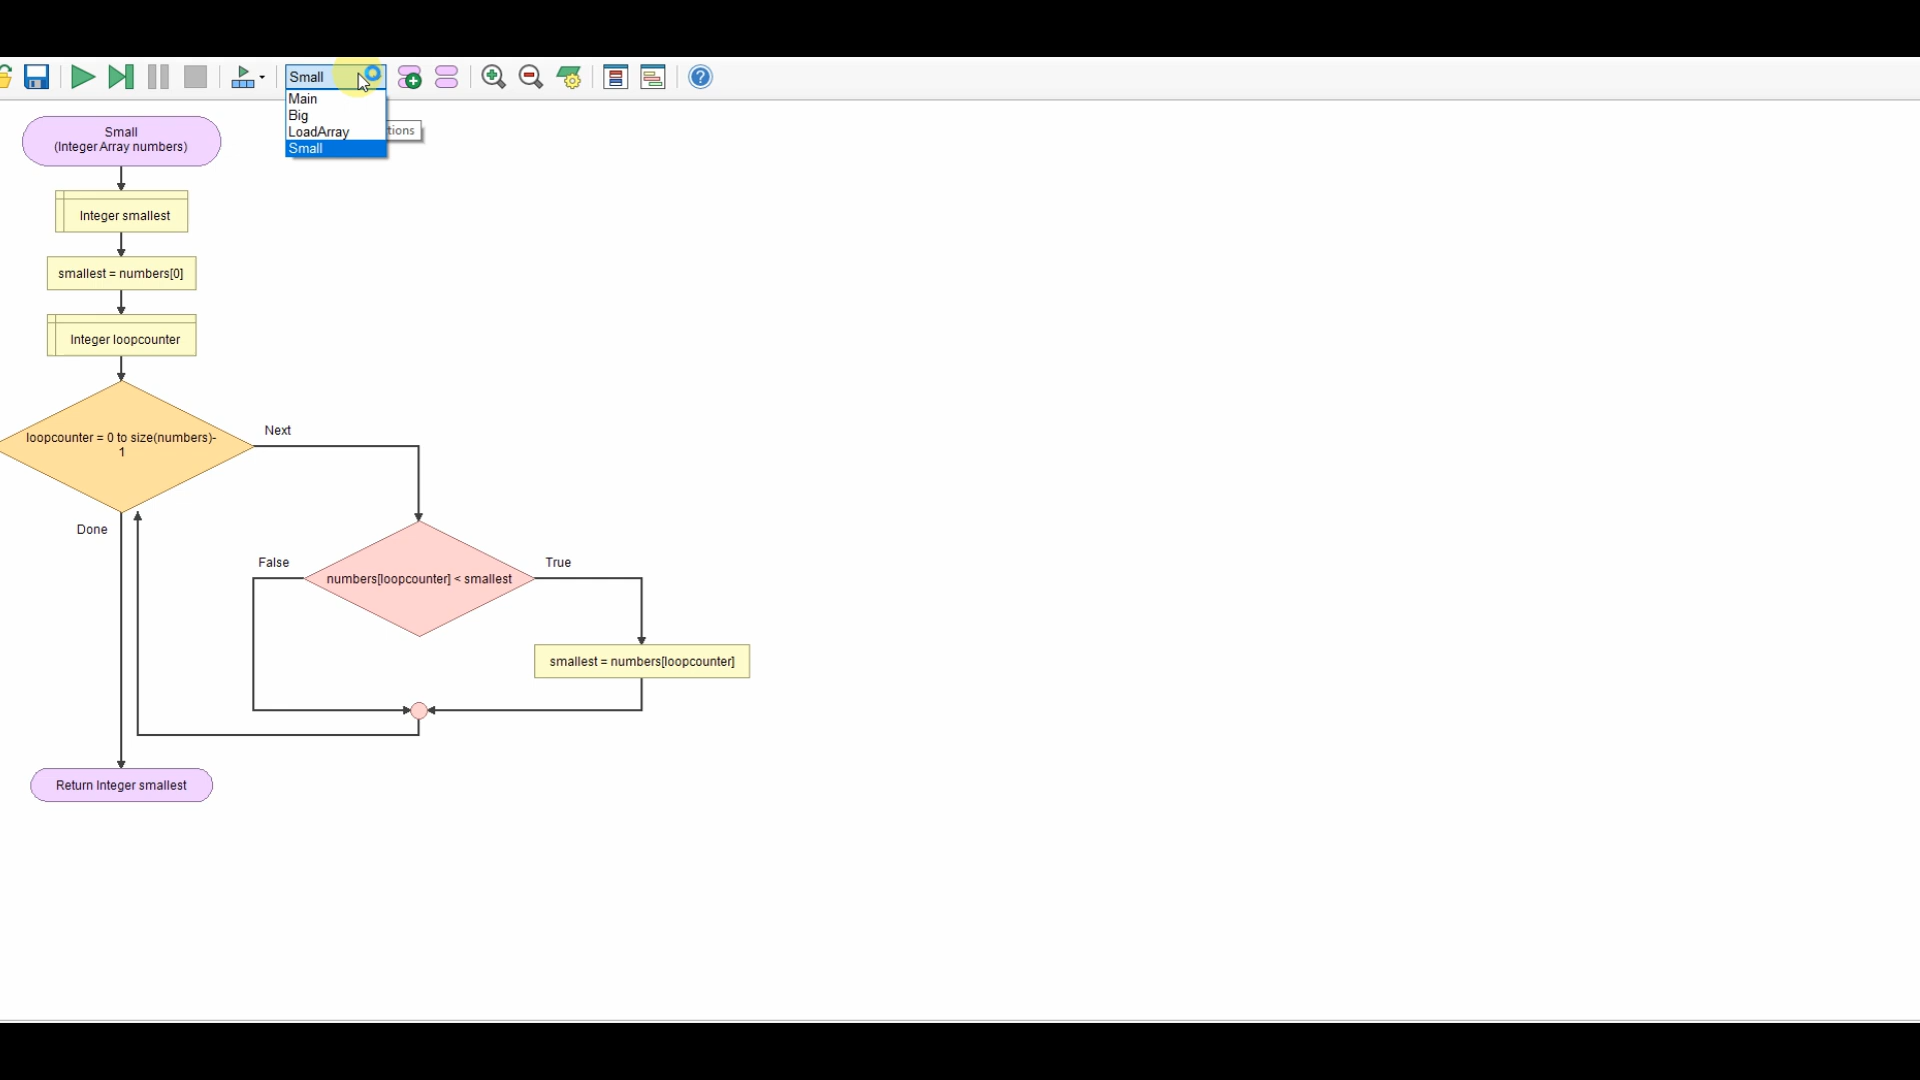 Small
Main
Big
LoadArray
Small
tions
Small
(Integer Array numbers)
Integer smallest
smallest = numbers[0]
Integer loopcounter
loopcounter = 0 to size(numbers)-
1
Next
Done
False
numbers[loopcounter] < smallest
True
smallest = numbers[loopcounter]
Return Integer smallest